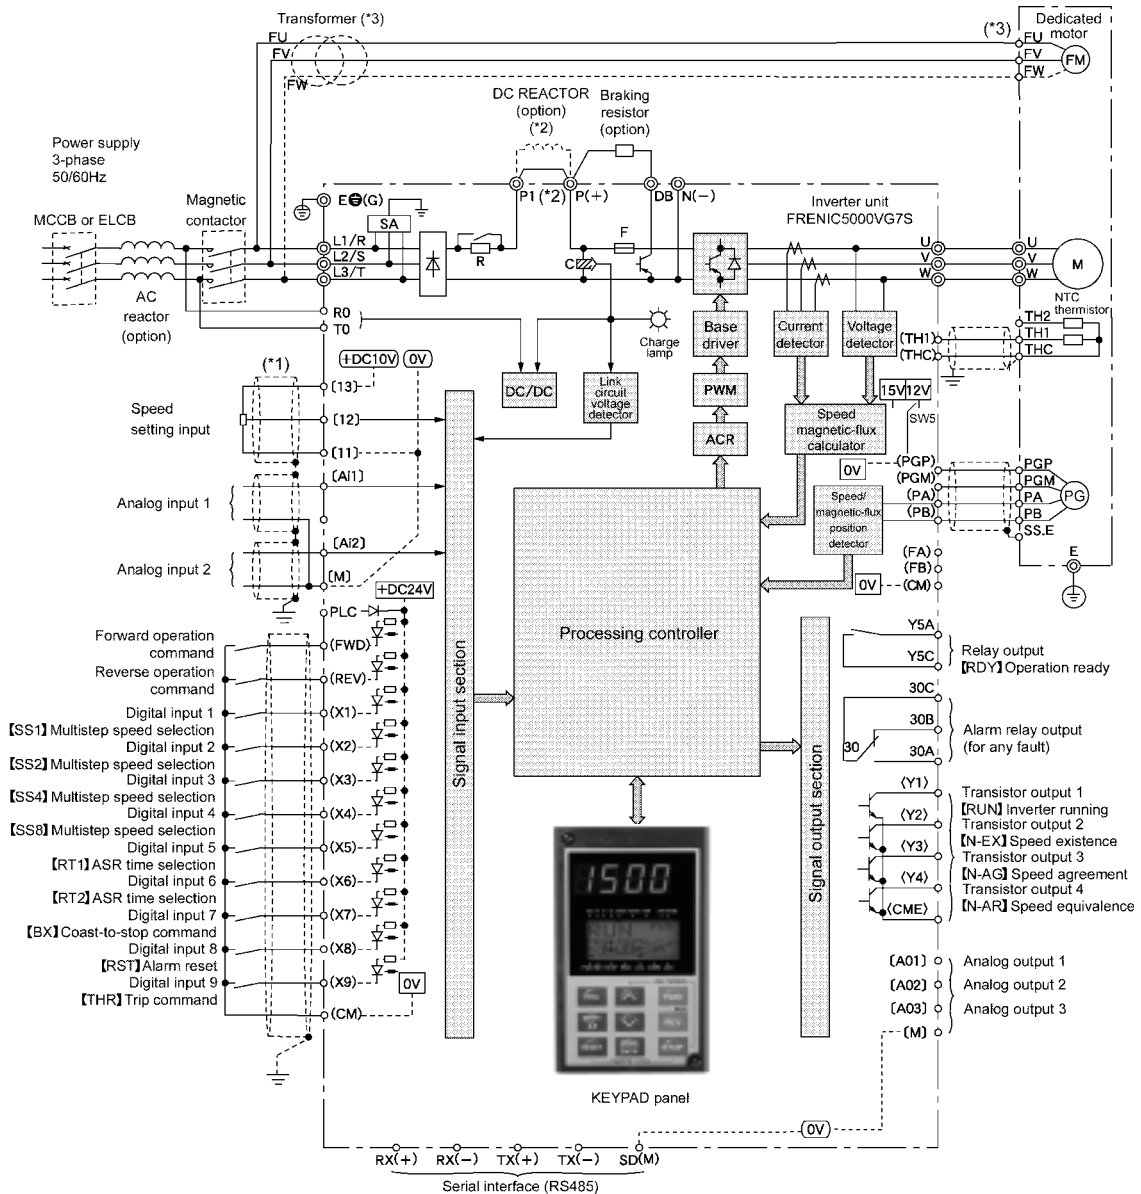 Transformer (*3)
FU
FV
FW
(*3)
Dedicated
motor
FU
FV
FW
FM
DC REACTOR
(option)
(*2)
Braking
resistor
(option)
Power supply
3-phase
50/60Hz
MCCB or ELCB
Magnetic
contactor
AC
reactor
(option)
E (G)
SA
L1/R
L2/S
L3/T
R0
T0
R
P1 (*2)
P(+)
DB
N(-)
F
C
Inverter unit
FRENIC5000VG7S
U
V
W
U
V
W
M
NTC
thermistor
TH2
TH1
THC
(TH1)
(THC)
Charge
lamp
Base
driver
Current
detector
Voltage
detector
DC/DC
Link
circuit
voltage
detector
PWM
ACR
Speed
magnetic-flux
calculator
15V
12V
SW5
0V
(PGP)
(PGM)
(PA)
(PB)
PGP
PGM
PA
PB
SS.E
PG
E
Speed/
magnetic-flux
position
detector
(FA)
(FB)
(CM)
0V
(*1)
+DC10V
0V
Speed
setting input
[13]
[12]
[11]
Analog input 1
[Ai1]
Analog input 2
[Ai2]
[M]
+DC24V
PLC
Forward operation
command
(FWD)
Reverse operation
command
(REV)
Digital input 1
(X1)
【SS1】Multistep speed selection
Digital input 2
(X2)
【SS2】Multistep speed selection
Digital input 3
(X3)
【SS4】Multistep speed selection
Digital input 4
(X4)
【SS8】Multistep speed selection
Digital input 5
(X5)
【RT1】ASR time selection
Digital input 6
(X6)
【RT2】ASR time selection
Digital input 7
(X7)
【BX】Coast-to-stop command
Digital input 8
(X8)
【RST】Alarm reset
Digital input 9
(X9)
【THR】Trip command
(CM)
0V
Signal input section
Processing controller
Signal output section
Y5A
Y5C
Relay output
【RDY】Operation ready
30C
30B
30
30A
Alarm relay output
(for any fault)
〈Y1〉
Transistor output 1
【RUN】Inverter running
〈Y2〉
Transistor output 2
【N-EX】Speed existence
〈Y3〉
Transistor output 3
【N-AG】Speed agreement
〈Y4〉
Transistor output 4
【N-AR】Speed equivalence
〈CME〉
[A01]
Analog output 1
[A02]
Analog output 2
[A03]
Analog output 3
[M]
1500
RUN
KEYPAD panel
0V
RX(+)
RX(-)
TX(+)
TX(-)
SD(M)
Serial interface (RS485)